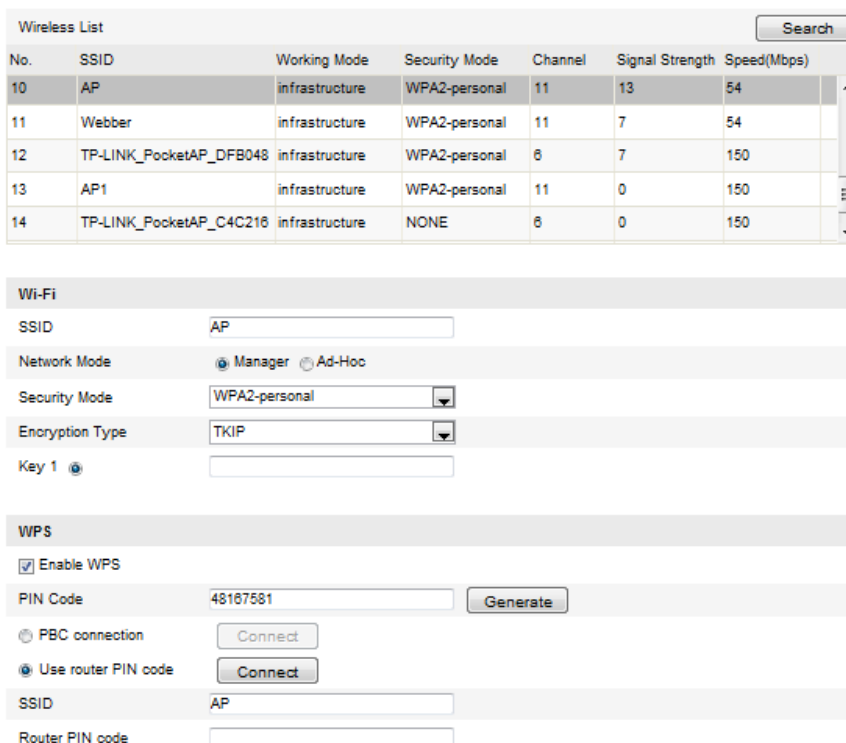 Wireless List Search
No. SSID Working Mode Security Mode Channel Signal Strength Speed(Mbps)
10 AP infrastructure WPA2-personal 11 13 54
11 Webber infrastructure WPA2-personal 11 7 54
12 TP-LINK_PocketAP_DFB048 infrastructure WPA2-personal 6 7 150
13 AP1 infrastructure WPA2-personal 11 0 150
14 TP-LINK_PocketAP_C4C216 infrastructure NONE 6 0 150
Wi-Fi
SSID AP
Network Mode Manager Ad-Hoc
Security Mode WPA2-personal
Encryption Type TKIP
Key 1
WPS
Enable WPS
PIN Code 48167581 Generate
PBC connection Connect
Use router PIN code Connect
SSID AP
Router PIN code